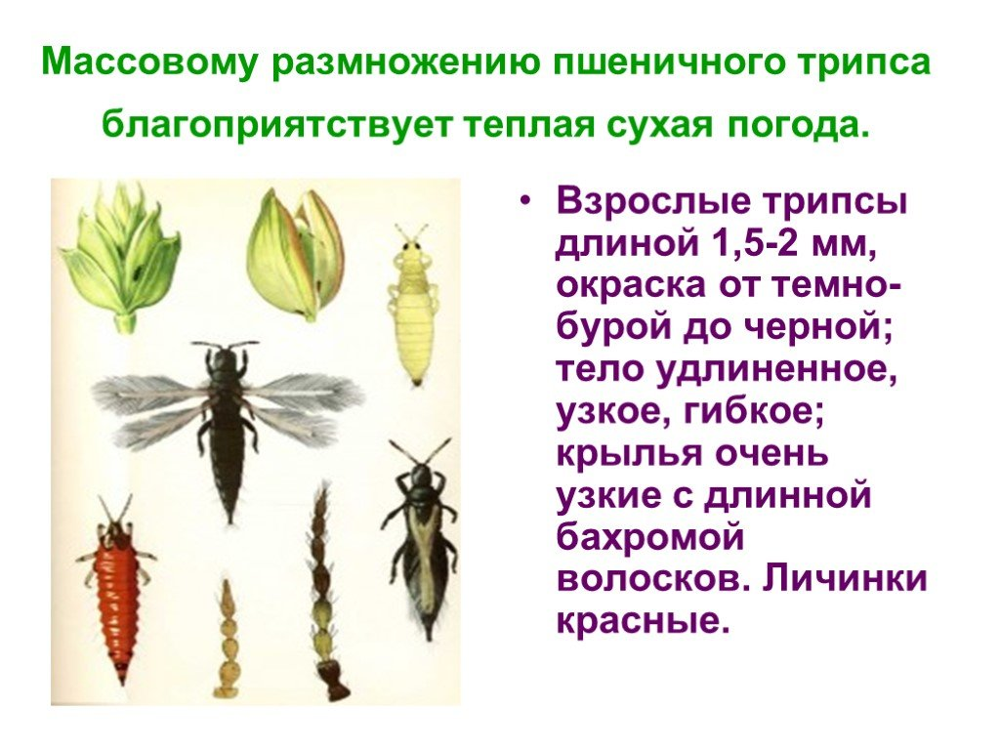 Массовому размножению пшеничного трипса
благоприятствует теплая сухая погода.
• Взрослые трипсы
длиной 1,5-2 мм,
окраска от темно-
бурой до черной;
тело удлиненное,
узкое, гибкое;
крылья очень
узкие с длинной
бахромой
волосков. Личинки
красные.